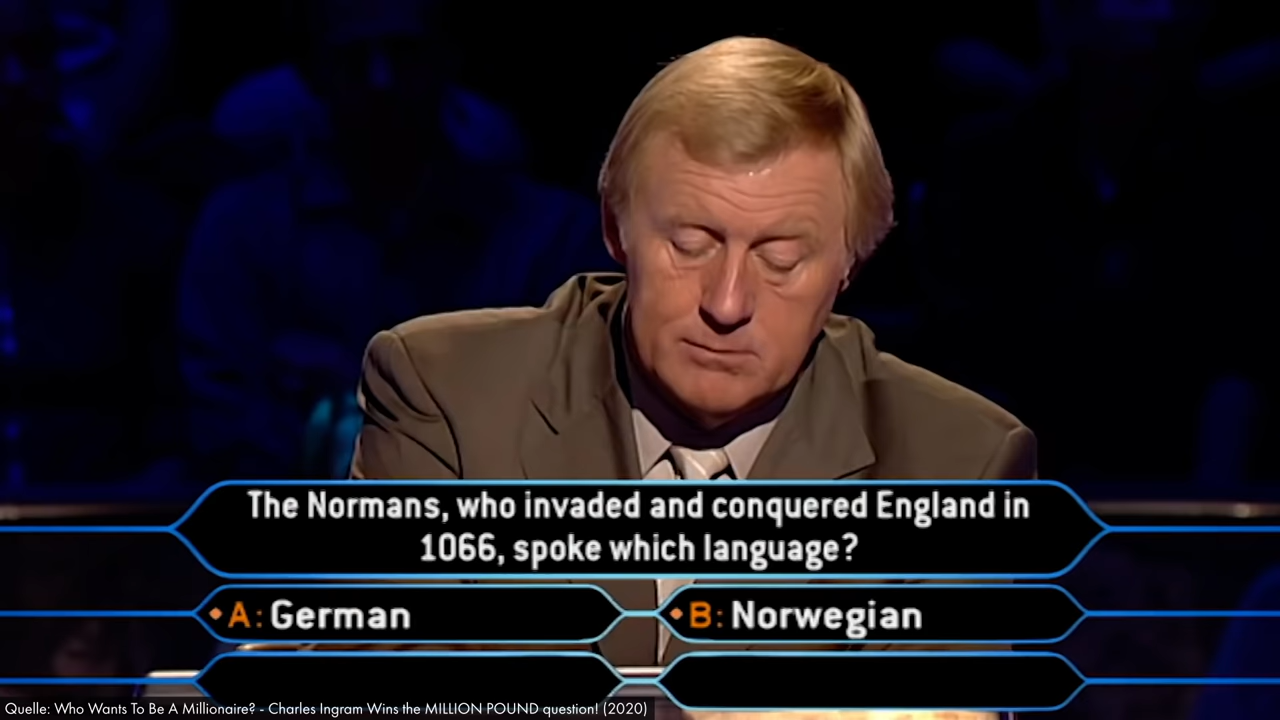 The Normans, who invaded and conquered England in
1066, spoke which language?
A: German
B: Norwegian
Quelle: Who Wants To Be A Millionaire? - Charles Ingram Wins the MILLION POUND question! (2020)